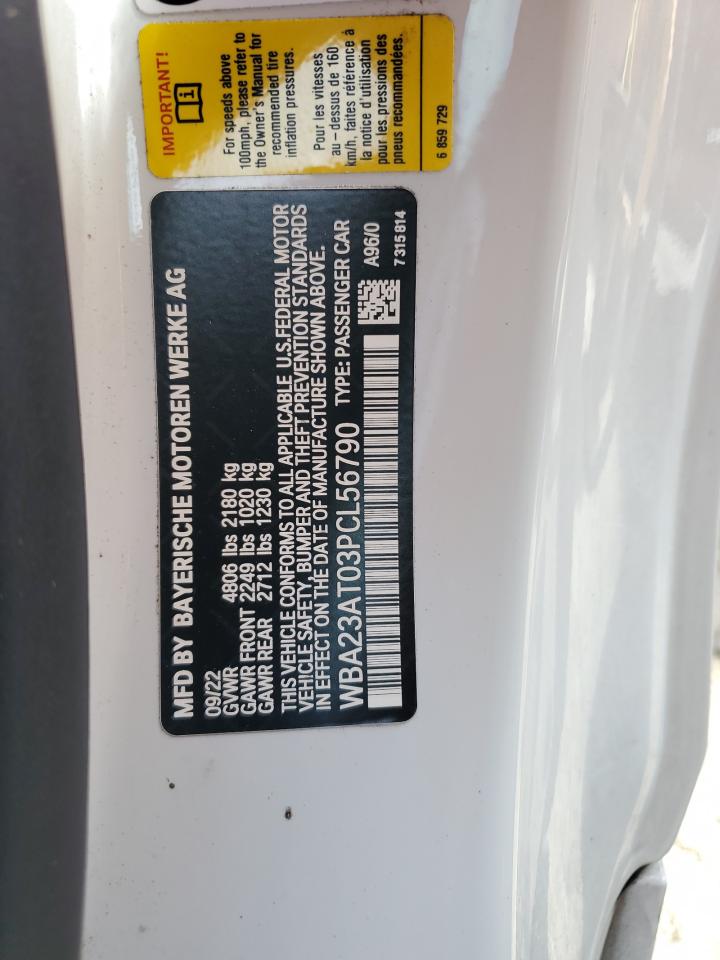 IMPORTANT!
For speeds above
100mph, please refer to
the Owner's Manual for
recommended tire
inflation pressures.
Pour les vitesses
au-dessus de 160
km/h, faites référence à
la notice d'utilisation
pour les pressions des
pneus recommandées.
6 859 729
MFD BY BAYERISCHE MOTOREN WERKE AG
09/22
GVWR 4806 lbs 2180 kg
GAWR FRONT 2249 lbs 1020 kg
GAWR REAR 2712 lbs 1230 kg
THIS VEHICLE CONFORMS TO ALL APPLICABLE U.S.FEDERAL MOTOR
VEHICLE SAFETY, BUMPER AND THEFT PREVENTION STANDARDS
IN EFFECT ON THE DATE OF MANUFACTURE SHOWN ABOVE.
WBA23AT03PCL56790 TYPE: PASSENGER CAR
A96/0
7315814